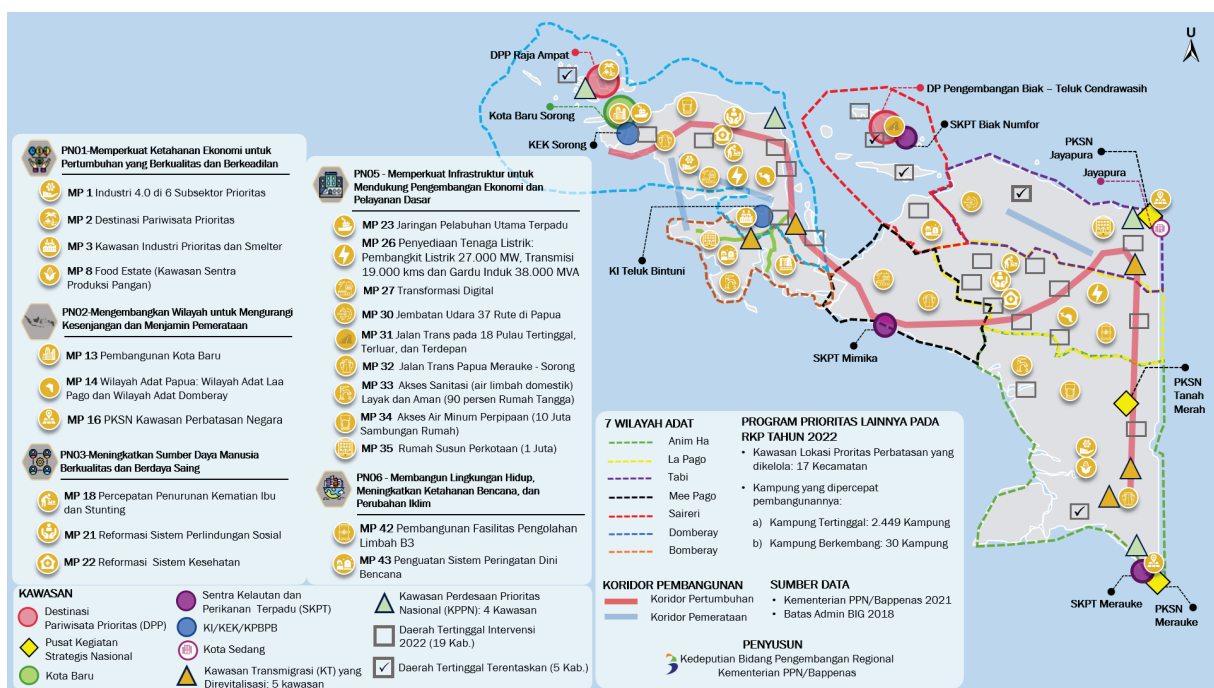 U
DPP Raja Ampat
Kota Baru Sorong
KEK Sorong
KI Teluk Bintuni
DP Pengembangan Biak – Teluk Cendrawasih
SKPT Biak Numfor
PKSN
Jayapura
Jayapura
SKPT Mimika
PKSN
Tanah
Merah
SKPT Merauke
PKSN
Merauke
PN01-Memperkuat Ketahanan Ekonomi untuk
Pertumbuhan yang Berkualitas dan Berkeadilan
MP 1 Industri 4.0 di 6 Subsektor Prioritas
MP 2 Destinasi Pariwisata Prioritas
MP 3 Kawasan Industri Prioritas dan Smelter
MP 8 Food Estate (Kawasan Sentra
Produksi Pangan)
PN02-Mengembangkan Wilayah untuk Mengurangi
Kesenjangan dan Menjamin Pemerataan
MP 13 Pembangunan Kota Baru
MP 14 Wilayah Adat Papua: Wilayah Adat Laa
Pago dan Wilayah Adat Domberay
MP 16 PKSN Kawasan Perbatasan Negara
PN03-Meningkatkan Sumber Daya Manusia
Berkualitas dan Berdaya Saing
MP 18 Percepatan Penurunan Kematian Ibu
dan Stunting
MP 21 Reformasi Sistem Perlindungan Sosial
MP 22 Reformasi Sistem Kesehatan
PN05 - Memperkuat Infrastruktur untuk
Mendukung Pengembangan Ekonomi dan
Pelayanan Dasar
MP 23 Jaringan Pelabuhan Utama Terpadu
MP 26 Penyediaan Tenaga Listrik:
Pembangkit Listrik 27.000 MW, Transmisi
19.000 kms dan Gardu Induk 38.000 MVA
MP 27 Transformasi Digital
MP 30 Jembatan Udara 37 Rute di Papua
MP 31 Jalan Trans pada 18 Pulau Tertinggal,
Terluar, dan Terdepan
MP 32 Jalan Trans Papua Merauke - Sorong
MP 33 Akses Sanitasi (air limbah domestik)
Layak dan Aman (90 persen Rumah Tangga)
MP 34 Akses Air Minum Perpipaan (10 Juta
Sambungan Rumah)
MP 35 Rumah Susun Perkotaan (1 Juta)
PN06 - Membangun Lingkungan Hidup,
Meningkatkan Ketahanan Bencana, dan
Perubahan Iklim
MP 42 Pembangunan Fasilitas Pengolahan
Limbah B3
MP 43 Penguatan Sistem Peringatan Dini
Bencana
KAWASAN
Destinasi
Pariwisata Prioritas (DPP)
Pusat Kegiatan
Strategis Nasional
Kota Baru
Sentra Kelautan dan
Perikanan Terpadu (SKPT)
KI/KEK/KPBPB
Kota Sedang
Kawasan Transmigrasi (KT) yang
Direvitalisasi: 5 kawasan
Kawasan Perdesaan Prioritas
Nasional (KPPN): 4 Kawasan
Daerah Tertinggal Intervensi
2022 (19 Kab.)
Daerah Tertinggal Terentaskan (5 Kab.)
7 WILAYAH ADAT
Anim Ha
La Pago
Tabi
Mee Pago
Saireri
Domberay
Bomberay
PROGRAM PRIORITAS LAINNYA PADA
RKP TAHUN 2022
• Kawasan Lokasi Proritas Perbatasan yang
dikelola: 17 Kecamatan
• Kampung yang dipercepat
pembangunannya:
a) Kampung Tertinggal: 2.449 Kampung
b) Kampung Berkembang: 30 Kampung
KORIDOR PEMBANGUNAN
Koridor Pertumbuhan
Koridor Pemerataan
SUMBER DATA
• Kementerian PPN/Bappenas 2021
• Batas Admin BIG 2018
PENYUSUN
Kedeputian Bidang Pengembangan Regional
Kementerian PPN/Bappenas